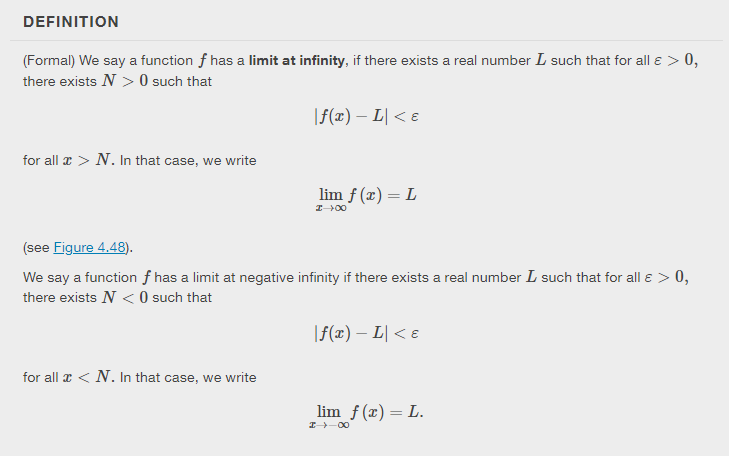 DEFINITION
(Formal) We say a function f has a limit at infinity, if there exists a real number L such that for all ε > 0,
there exists N > 0 such that
|f(x) − L| < ε
for all x > N. In that case, we write
lim f (x) = L
x→∞
(see Figure 4.48).
We say a function f has a limit at negative infinity if there exists a real number L such that for all ε > 0,
there exists N < 0 such that
|f(x) − L| < ε
for all x < N. In that case, we write
lim f (x) = L.
x→−∞